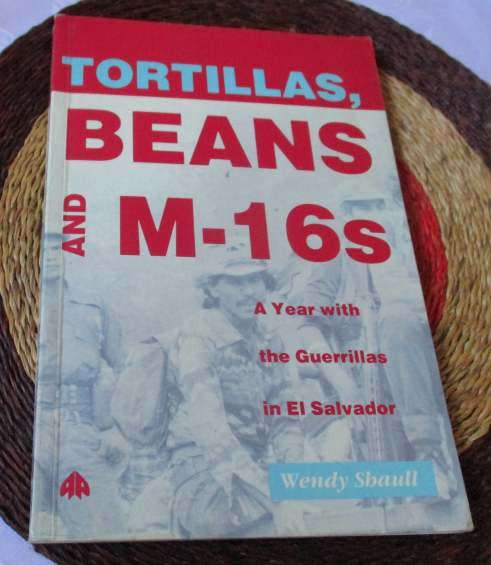 TORTILLAS,
BEANS
AND M-16s
A Year with
the Guerrillas
in El Salvador
Wendy Shaull